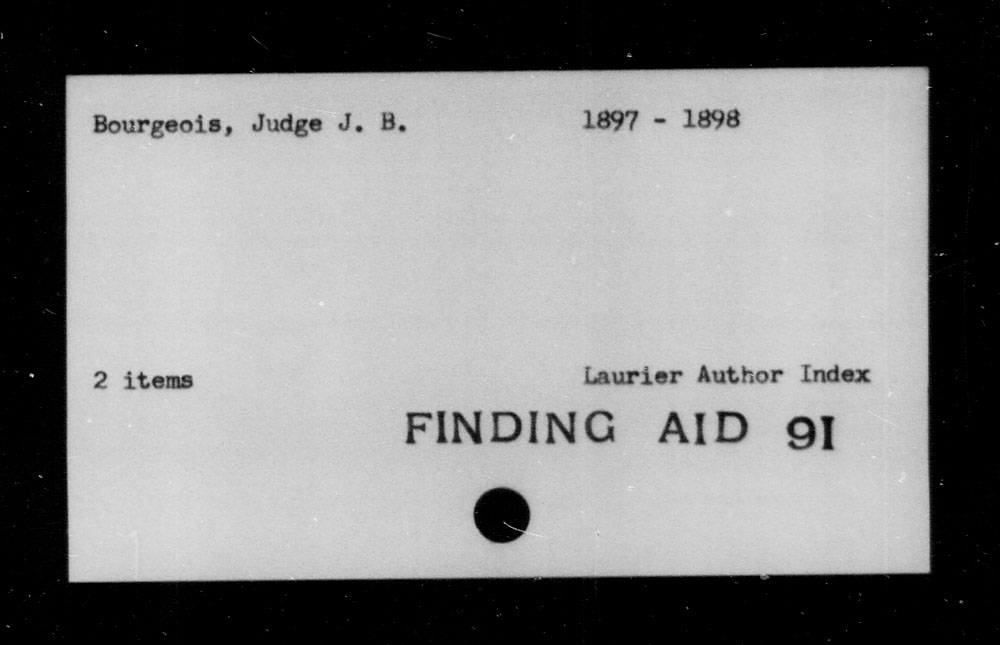 Bourgeois, Judge J. B. 1897 - 1898
2 items Laurier Author Index
FINDING AID 91